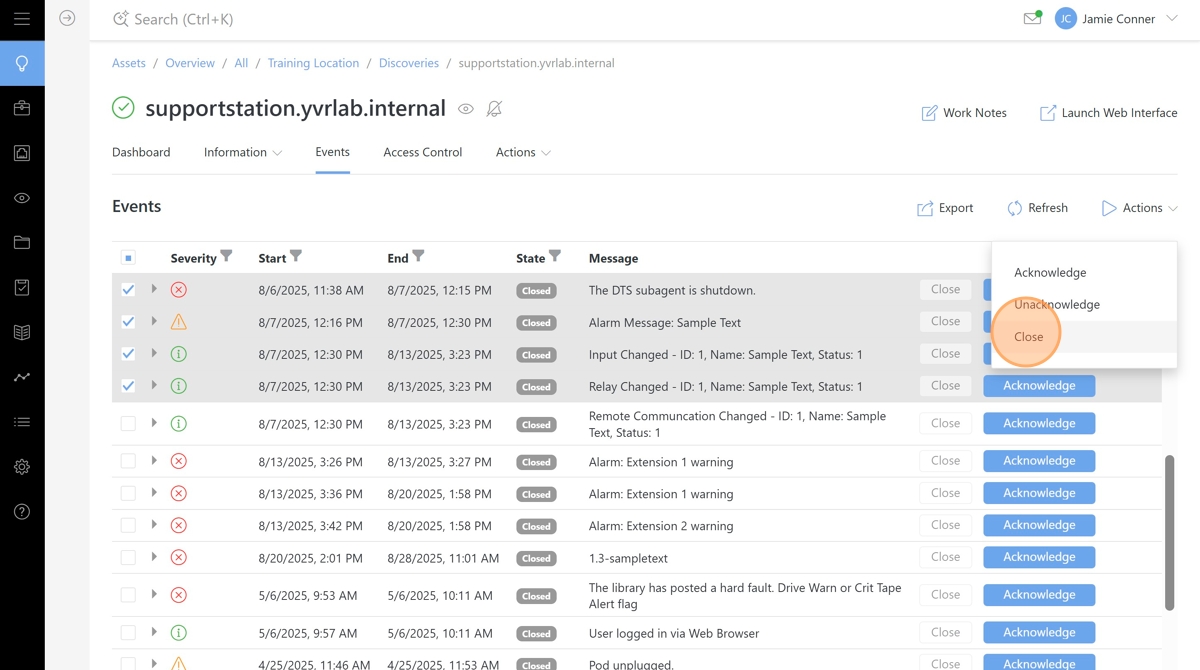 Search (Ctrl+K)
JC Jamie Conner
Assets / Overview / All / Training Location / Discoveries / supportstation.yvrlab.internal
supportstation.yvrlab.internal
Work Notes Launch Web Interface
Dashboard Information Events Access Control Actions
Events
Export Refresh Actions
Severity Start End State Message
Acknowledge
Unacknowledge
Close
8/6/2025, 11:38 AM 8/7/2025, 12:15 PM Closed The DTS subagent is shutdown. Close
8/7/2025, 12:16 PM 8/7/2025, 12:30 PM Closed Alarm Message: Sample Text Close
8/7/2025, 12:30 PM 8/13/2025, 3:23 PM Closed Input Changed - ID: 1, Name: Sample Text, Status: 1 Close
8/7/2025, 12:30 PM 8/13/2025, 3:23 PM Closed Relay Changed - ID: 1, Name: Sample Text, Status: 1 Close Acknowledge
8/7/2025, 12:30 PM 8/13/2025, 3:23 PM Closed Remote Communcation Changed - ID: 1, Name: Sample Close Acknowledge
Text, Status: 1
8/13/2025, 3:26 PM 8/13/2025, 3:27 PM Closed Alarm: Extension 1 warning Close Acknowledge
8/13/2025, 3:36 PM 8/20/2025, 1:58 PM Closed Alarm: Extension 1 warning Close Acknowledge
8/13/2025, 3:42 PM 8/20/2025, 1:58 PM Closed Alarm: Extension 2 warning Close Acknowledge
8/20/2025, 2:01 PM 8/28/2025, 11:01 AM Closed 1.3-sampletext Close Acknowledge
5/6/2025, 9:53 AM 5/6/2025, 10:11 AM Closed The library has posted a hard fault. Drive Warn or Crit Tape Close Acknowledge
Alert flag
5/6/2025, 9:57 AM 5/6/2025, 10:11 AM Closed User logged in via Web Browser Close Acknowledge
4/25/2025, 11:46 AM 4/25/2025, 11:53 AM Closed Pod unplugged. Close Acknowledge